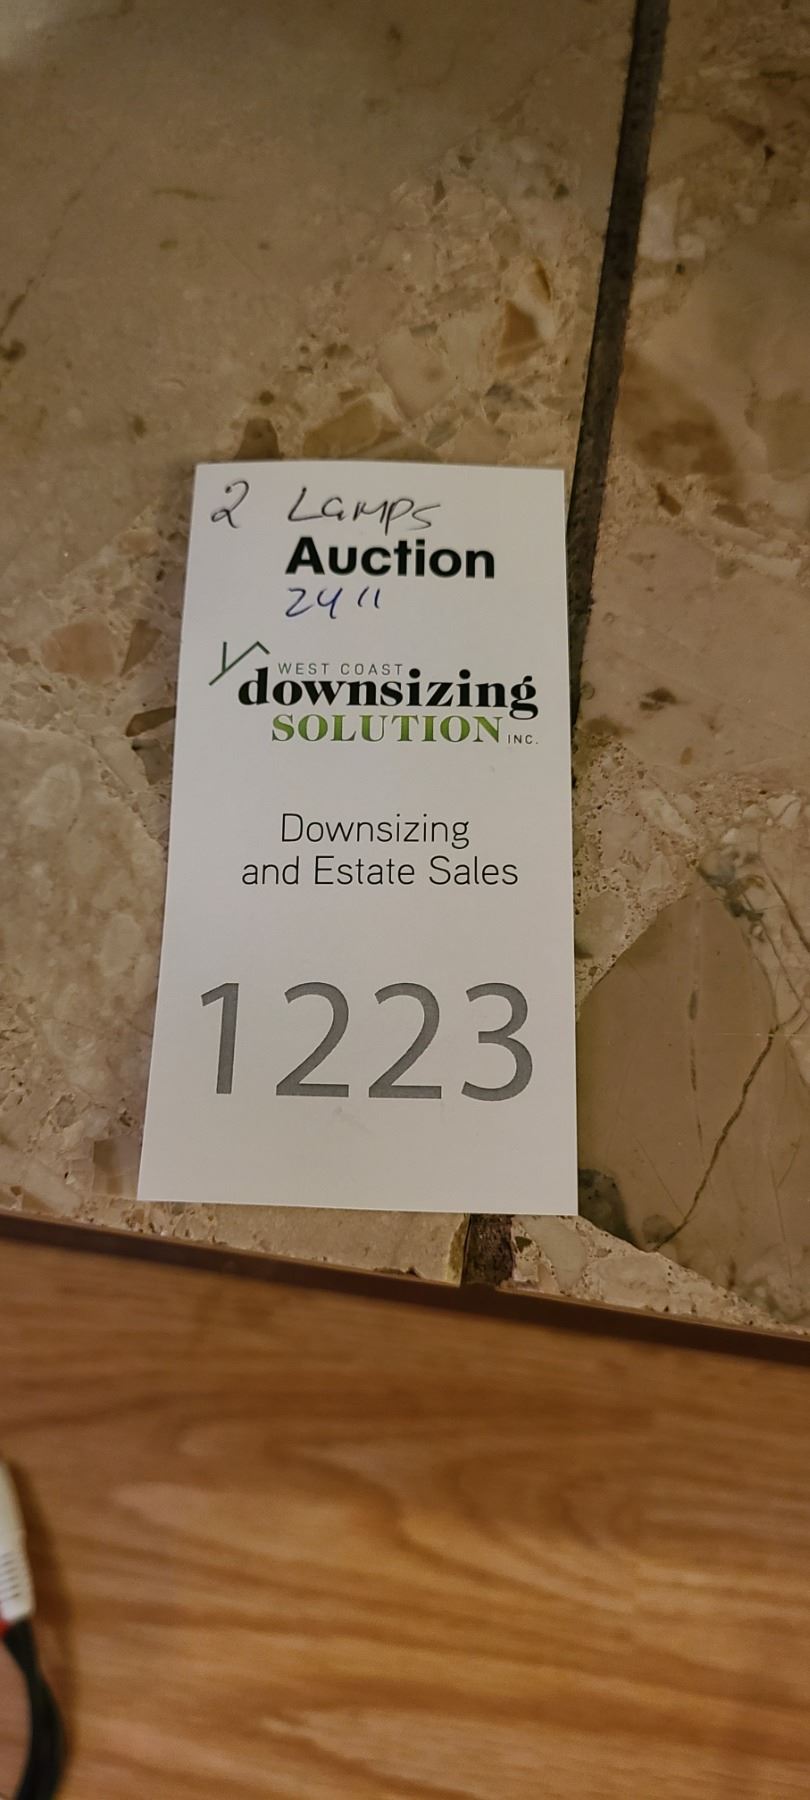 2 Lamps
Auction
24"
WEST COAST
downsizing
SOLUTION INC.
Downsizing
and Estate Sales
1223